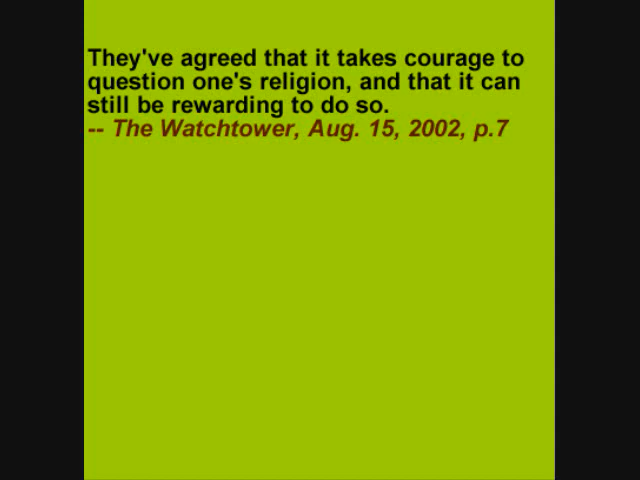 They've agreed that it takes courage to
question one's religion, and that it can
still be rewarding to do so.
-- The Watchtower, Aug. 15, 2002, p.7